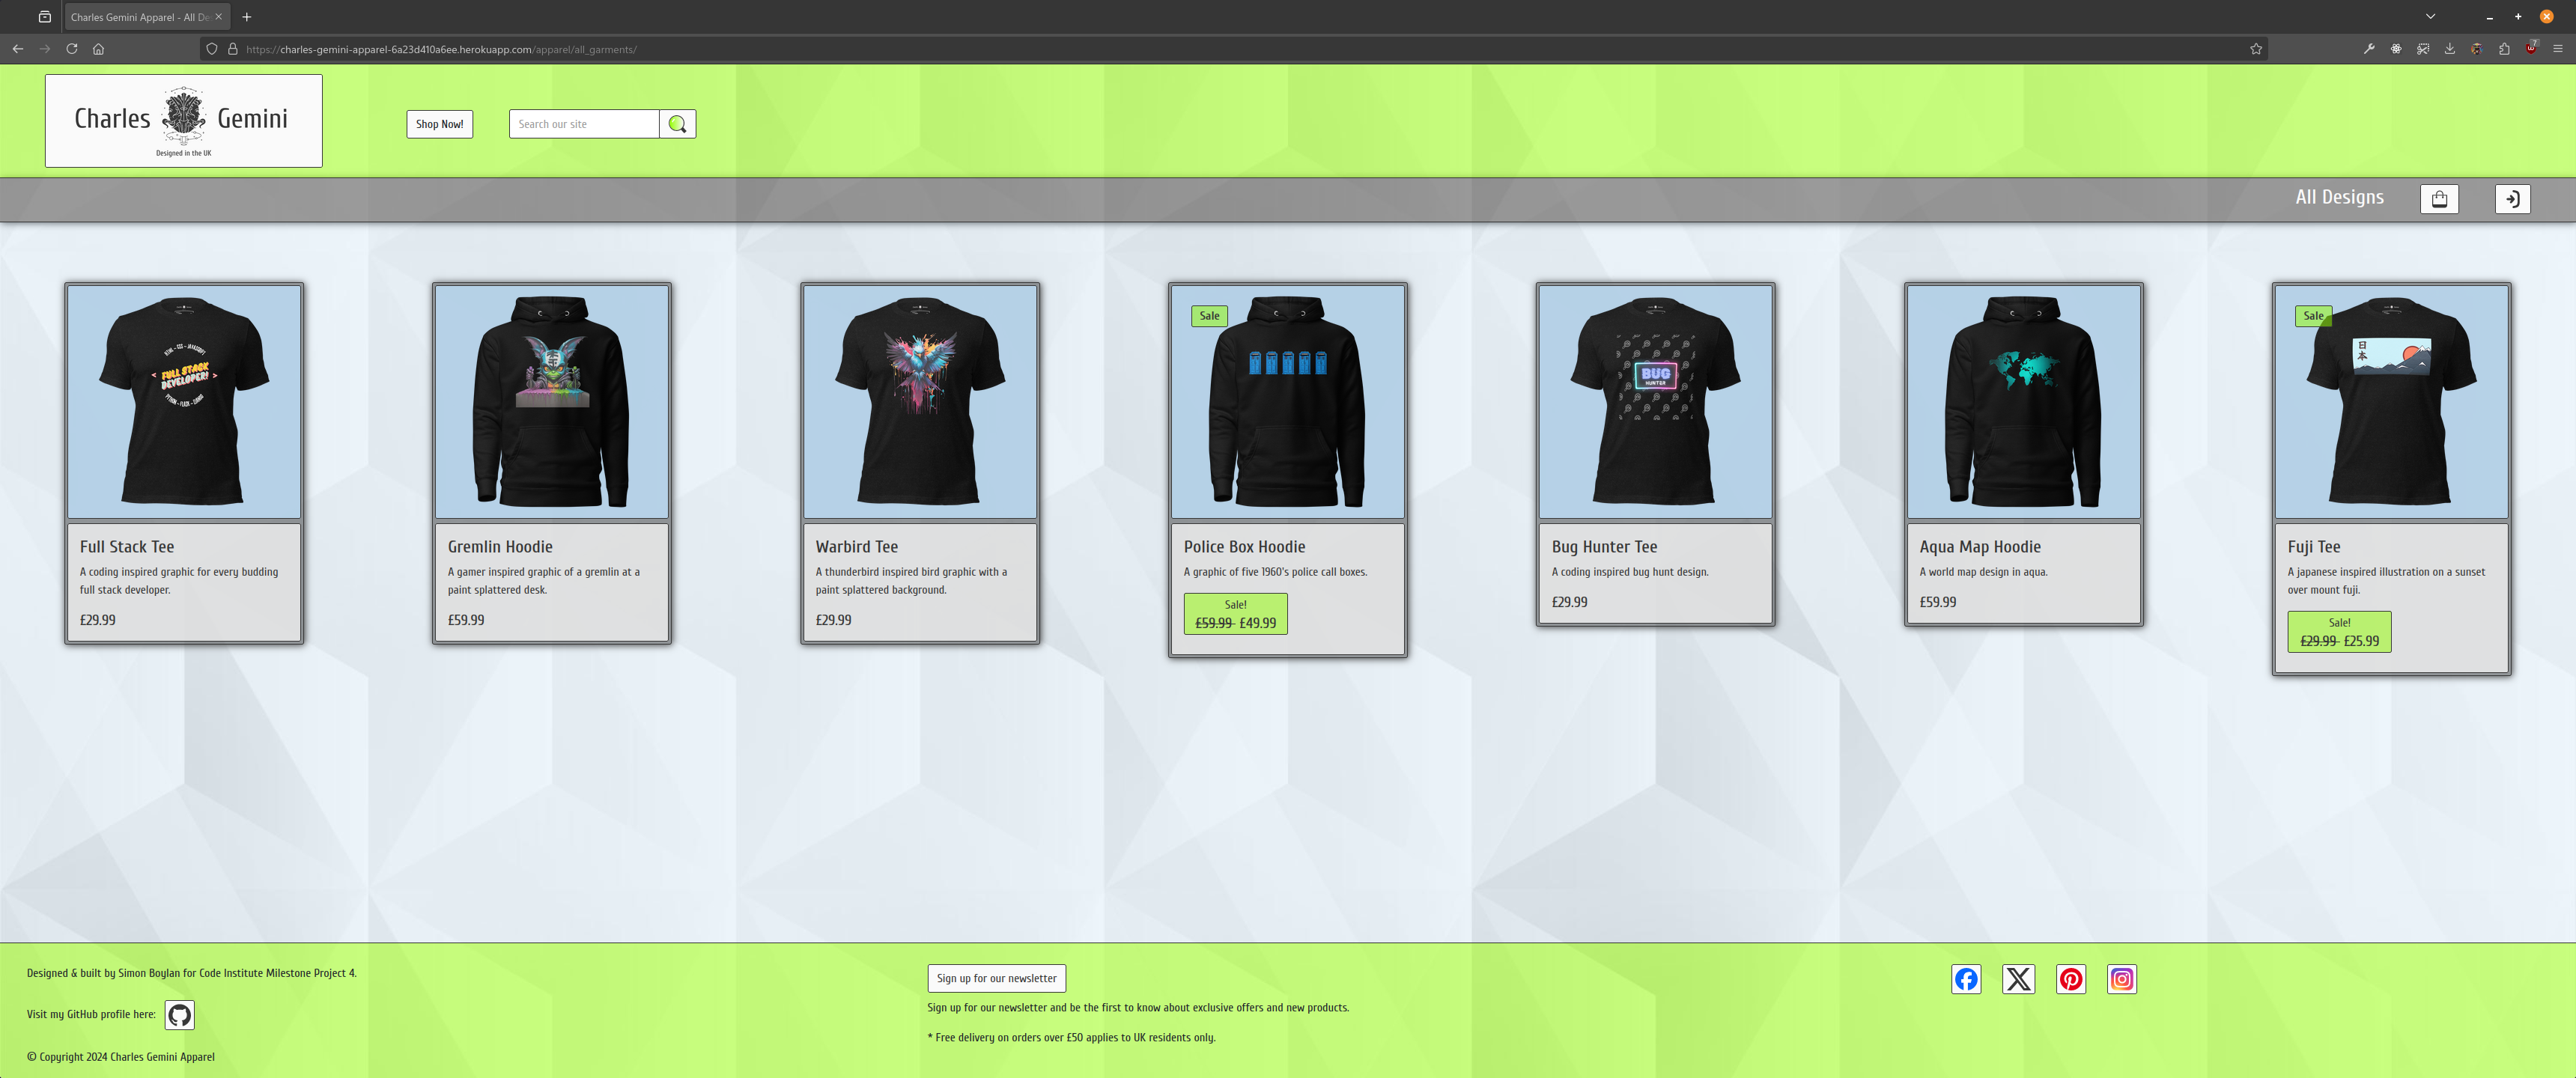 Charles Gemini Apparel - All De
https://charles-gemini-apparel-6a23d410a6ee.herokuapp.com/apparel/all_garments/
7
Charles Gemini
Designed in the UK
Shop Now!
Search our site
All Designs
HTML - CSS - JAVASCRIPT
< FULL STACK DEVELOPER! >
PYTHON - FLASK - DJANGO
Sale
BUG
HUNTER
Sale
日本
Full Stack Tee
A coding inspired graphic for every budding
full stack developer.
£29.99
Gremlin Hoodie
A gamer inspired graphic of a gremlin at a
paint splattered desk.
£59.99
Warbird Tee
A thunderbird inspired bird graphic with a
paint splattered background.
£29.99
Police Box Hoodie
A graphic of five 1960's police call boxes.
Sale!
£59.99 £49.99
Bug Hunter Tee
A coding inspired bug hunt design.
£29.99
Aqua Map Hoodie
A world map design in aqua.
£59.99
Fuji Tee
A japanese inspired illustration on a sunset
over mount fuji.
Sale!
£29.99 £25.99
Designed & built by Simon Boylan for Code Institute Milestone Project 4.
Visit my GitHub profile here:
© Copyright 2024 Charles Gemini Apparel
Sign up for our newsletter
Sign up for our newsletter and be the first to know about exclusive offers and new products.
* Free delivery on orders over £50 applies to UK residents only.